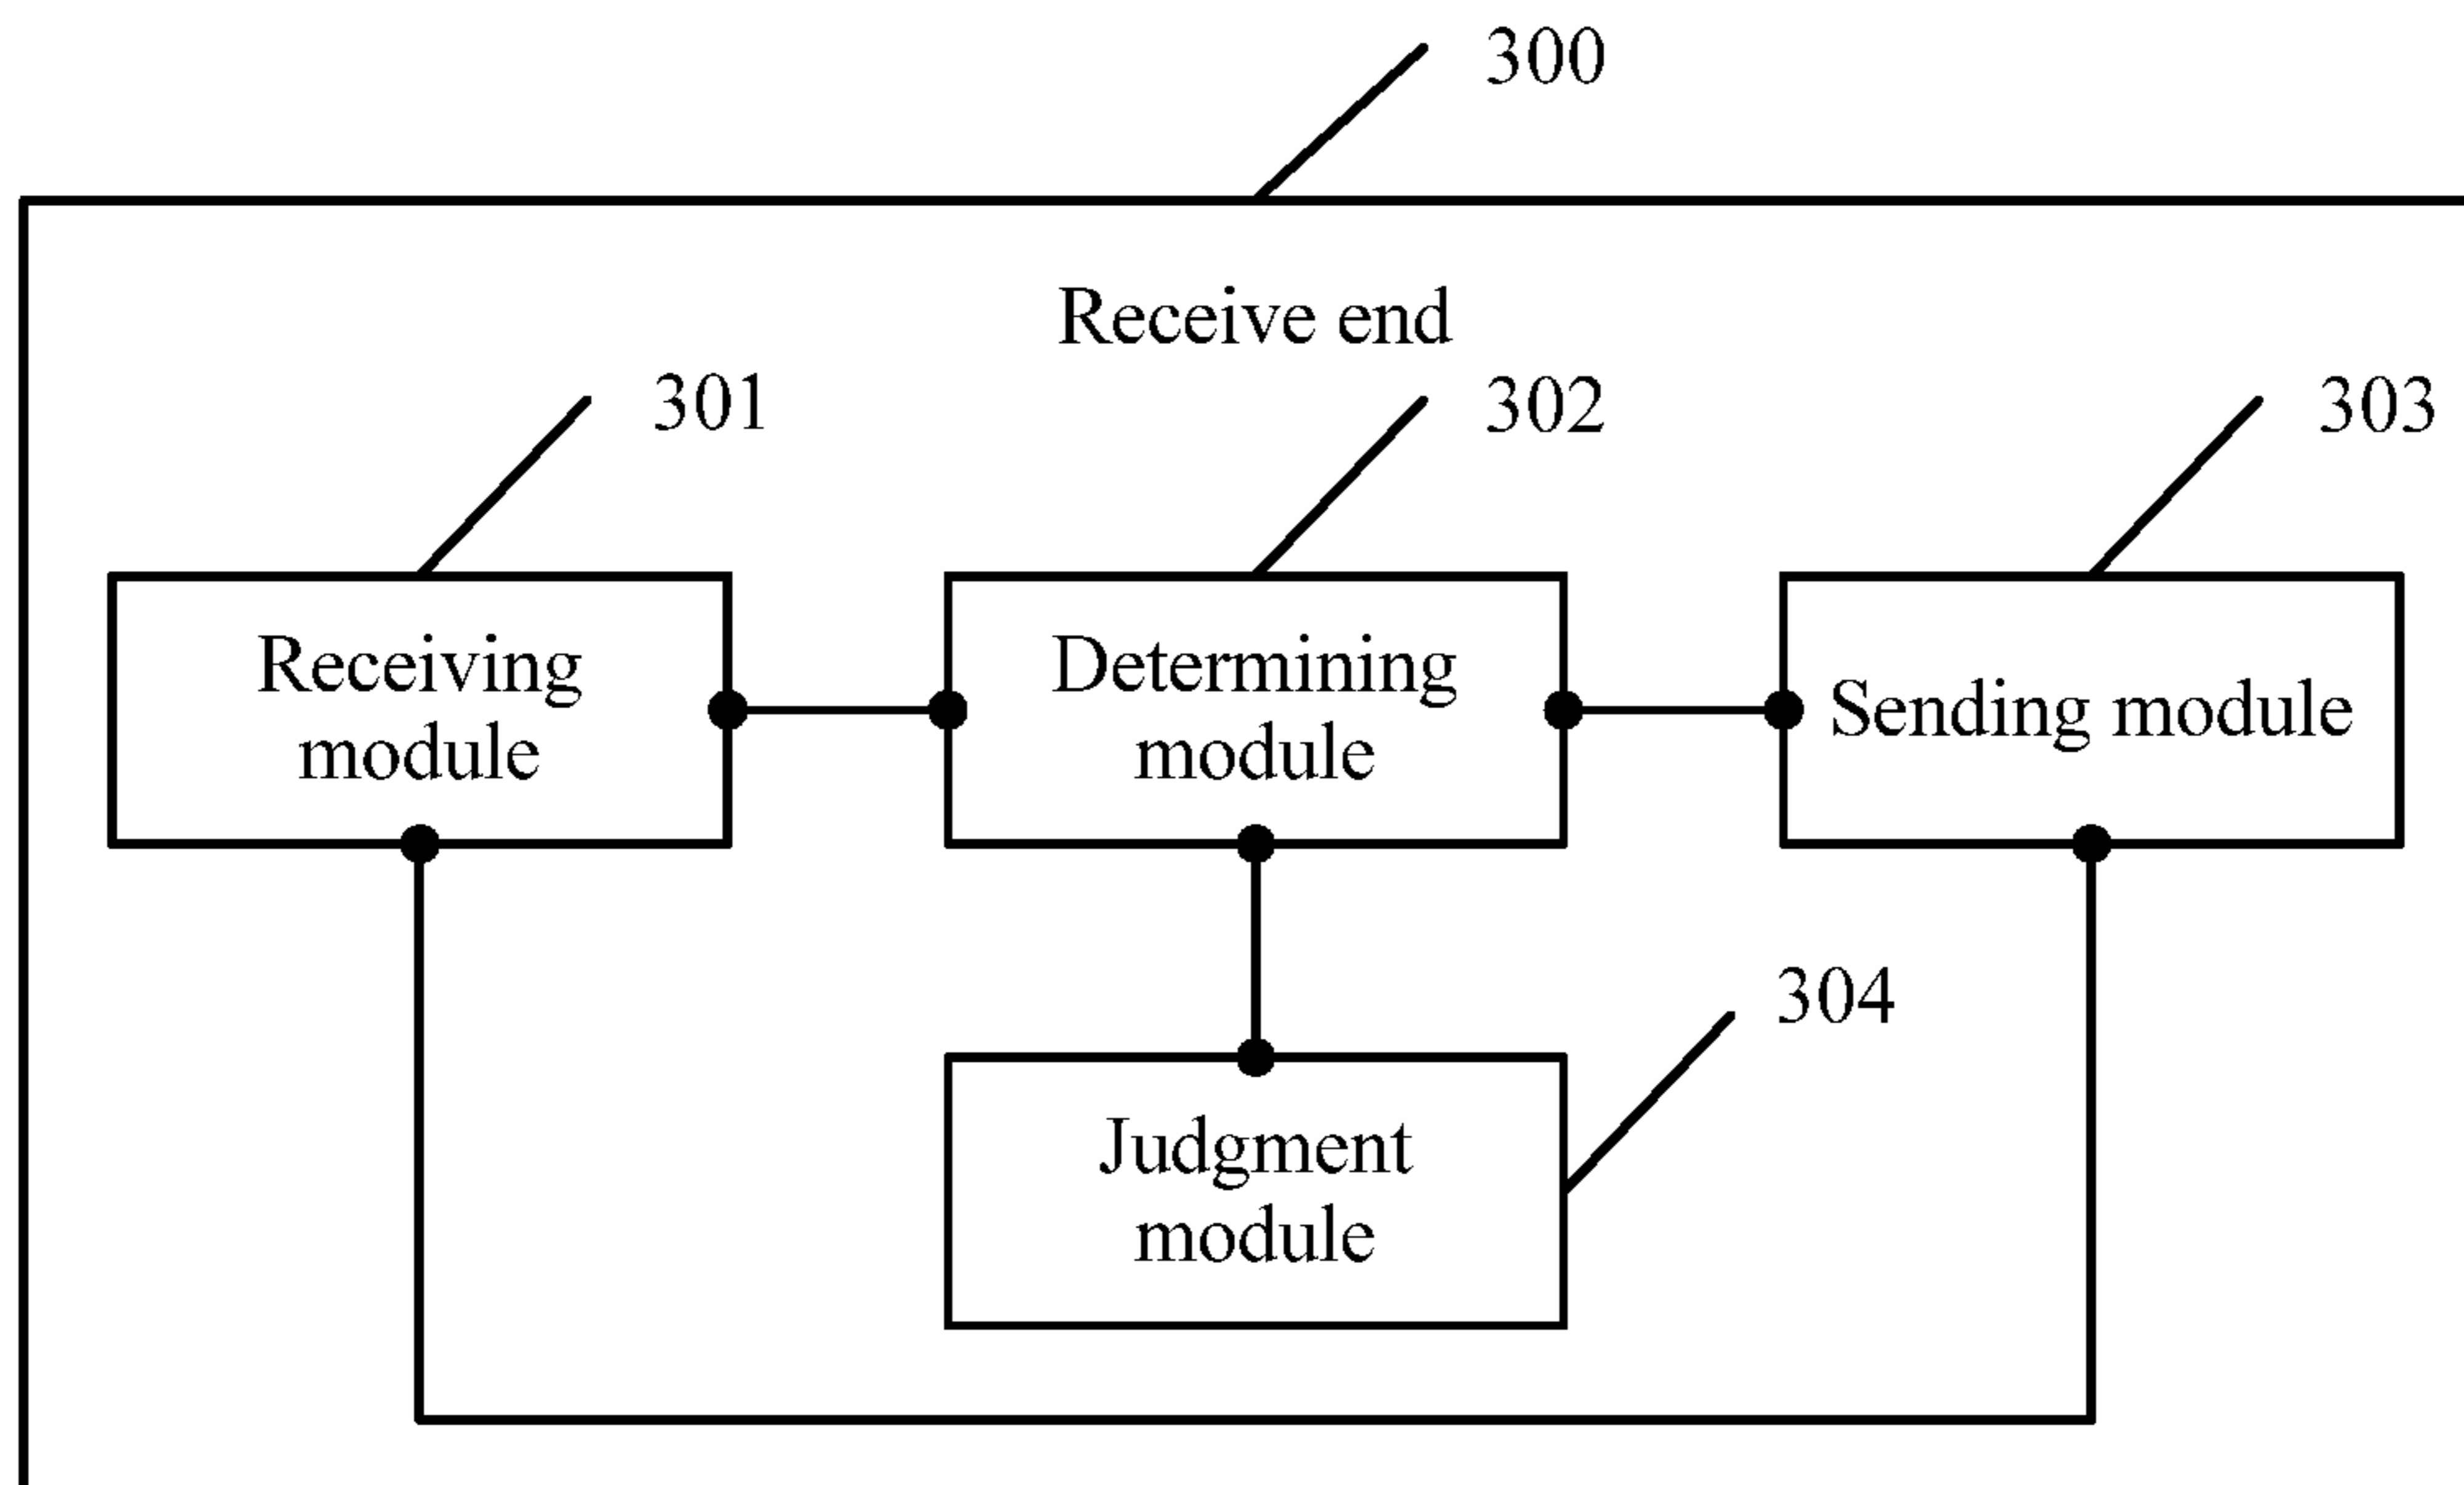 300
Receive end
301
302
303
Receiving
module
Determining
module
Sending module
304
Judgment
module